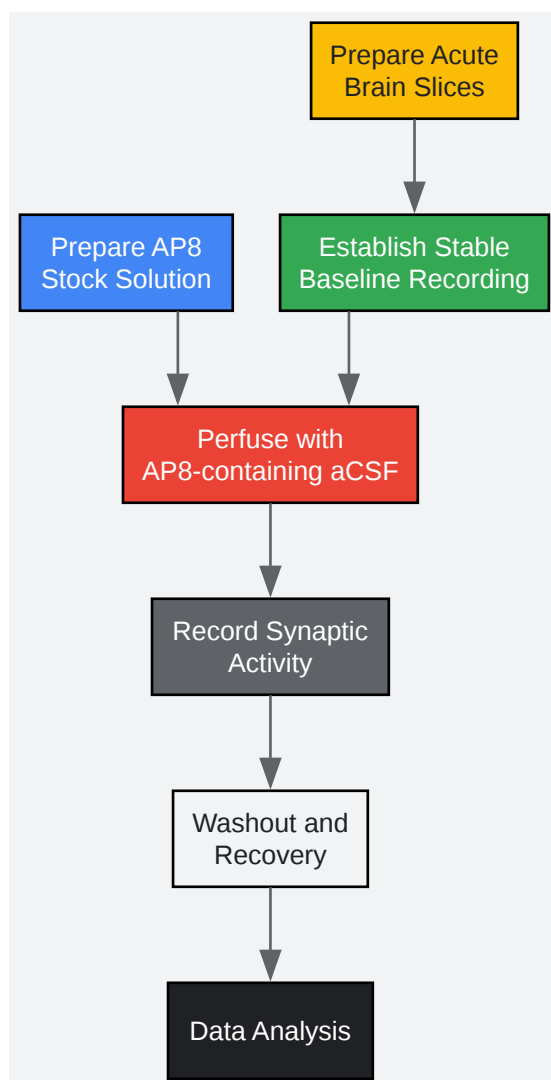 Prepare Acute
Brain Slices
Prepare AP8
Stock Solution
Establish Stable
Baseline Recording
Perfuse with
AP8-containing aCSF
Record Synaptic
Activity
Washout and
Recovery
Data Analysis